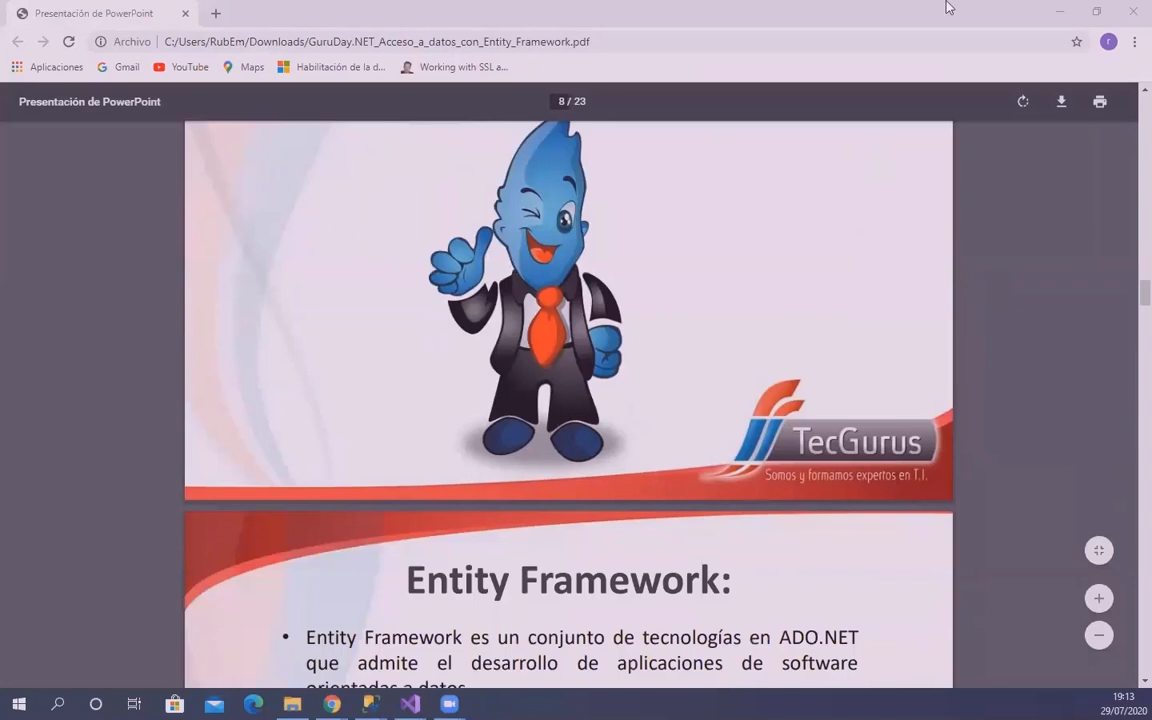 Presentación de PowerPoint
Archivo
C:/Users/RubEm/Downloads/GuruDay.NET_Acceso_a_datos_con_Entity_Framework.pdf
r
Aplicaciones
Gmail
YouTube
Maps
Habilitación de la d...
Working with SSL a...
Presentación de PowerPoint
8 / 23
TecGurus
Somos y formamos expertos en T.I.
Entity Framework:
• Entity Framework es un conjunto de tecnologías en ADO.NET
que admite el desarrollo de aplicaciones de software
orientadas a datos
19:13
29/07/2020